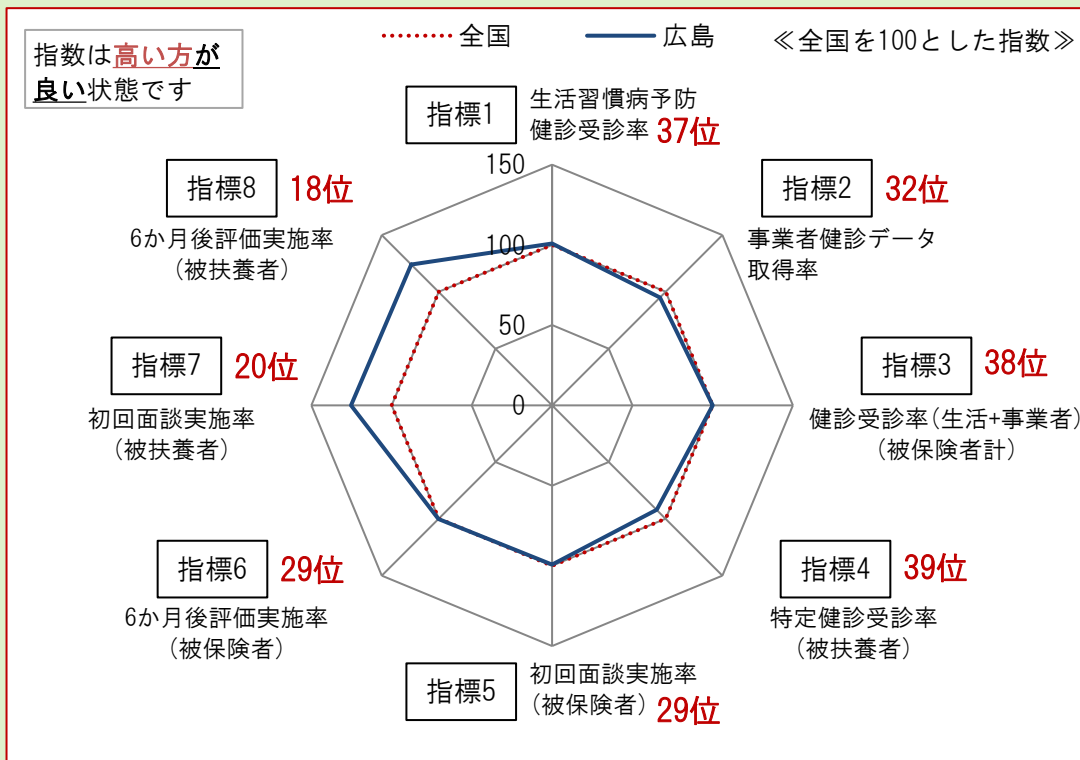 全国
広島
≪全国を100とした指数≫
指数は高い方が
良い状態です
指標1
生活習慣病予防
健診受診率 37位
指標2 32位
事業者健診データ
取得率
指標3 38位
健診受診率(生活+事業者)
(被保険者計)
指標4 39位
特定健診受診率
(被扶養者)
指標5
初回面談実施率
(被保険者) 29位
指標6 29位
6か月後評価実施率
(被保険者)
指標7 20位
初回面談実施率
(被扶養者)
指標8 18位
6か月後評価実施率
(被扶養者)
150
100
50
0